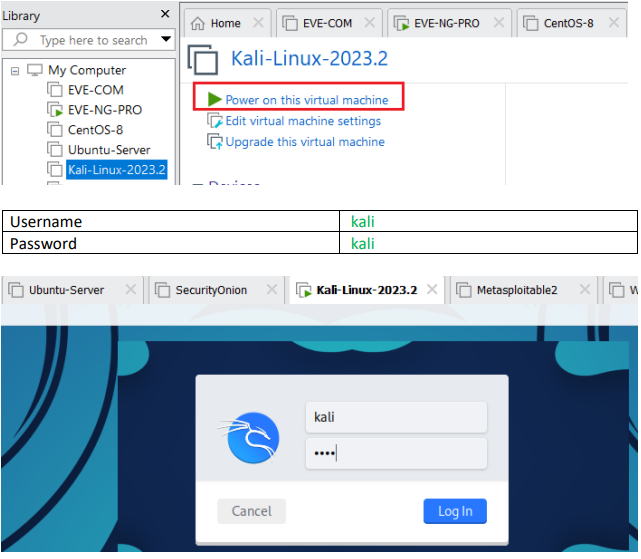 Library ×
Type here to search
My Computer
EVE-COM
EVE-NG-PRO
CentOS-8
Ubuntu-Server
Kali-Linux-2023.2
Home × EVE-COM × EVE-NG-PRO × CentOS-8 ×
Kali-Linux-2023.2
Power on this virtual machine
Edit virtual machine settings
Upgrade this virtual machine
Devices
Username kali
Password kali
Ubuntu-Server × SecurityOnion × Kali-Linux-2023.2 × Metasploitable2 × W
kali
••••
Cancel Log In